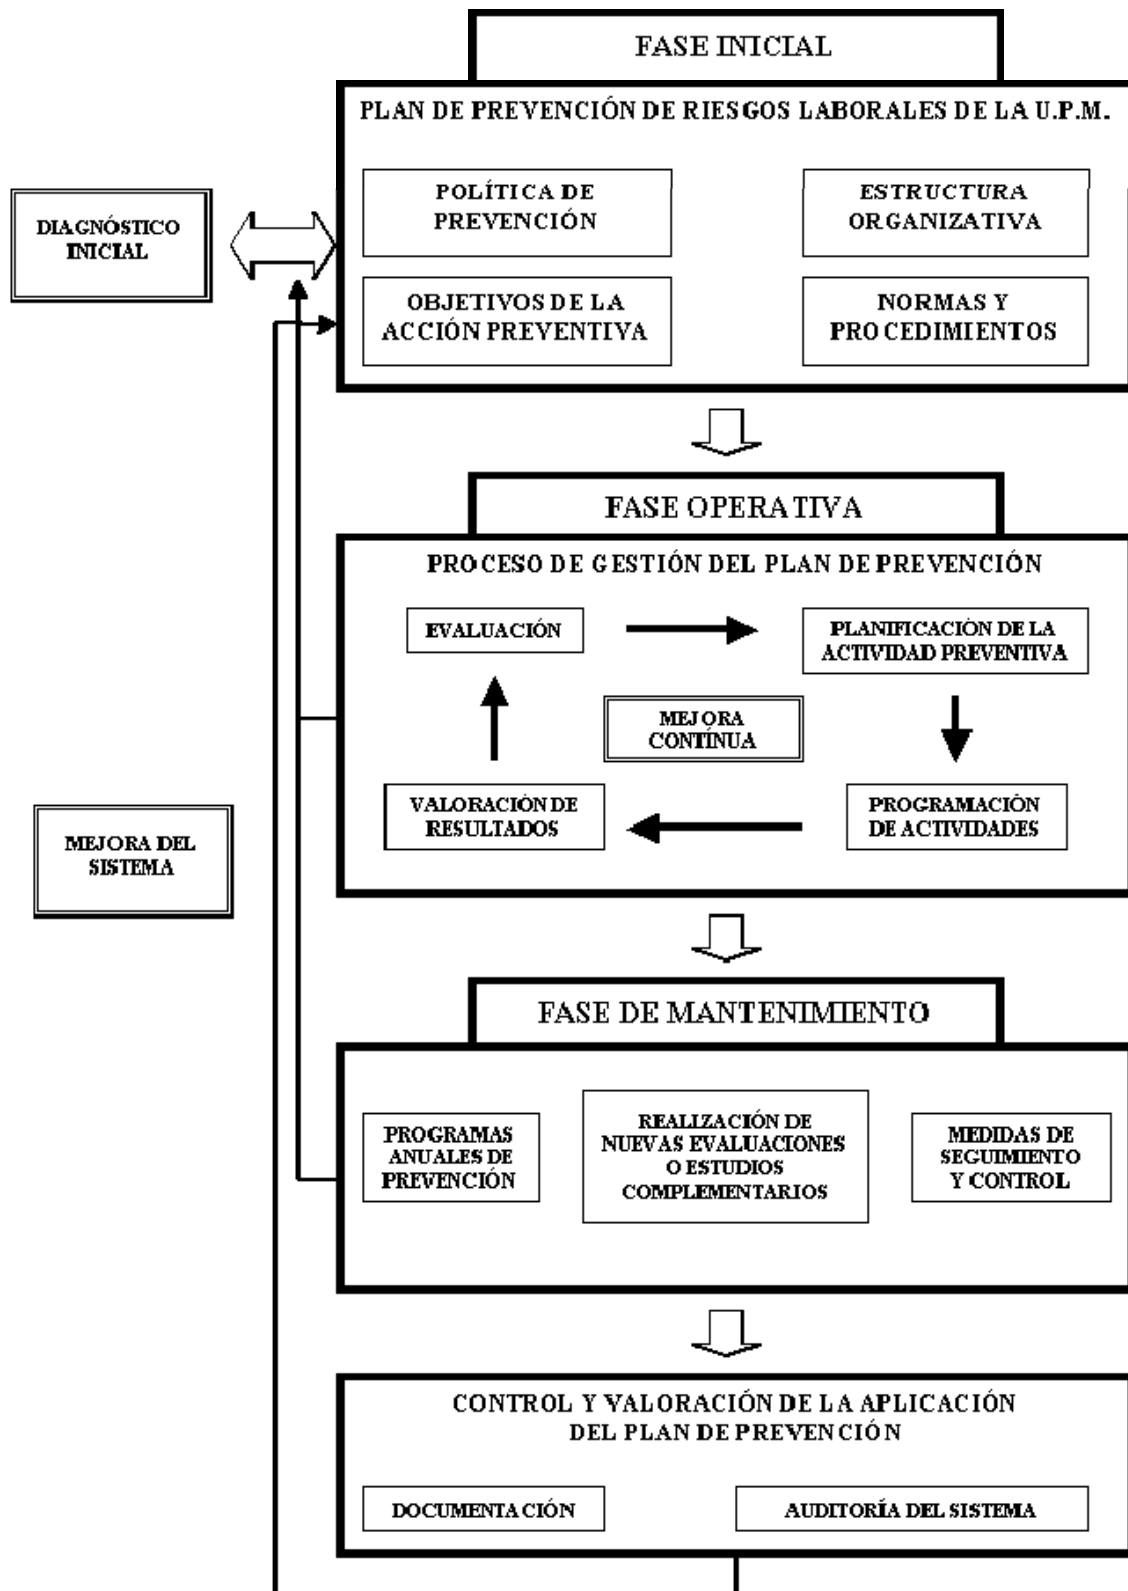 FASE INICIAL
PLAN DE PREVENCIÓN DE RIESGOS LABORALES DE LA U.P.M.
POLÍTICA DE
PREVENCIÓN
ESTRUCTURA
ORGANIZATIVA
DIAGNÓSTICO
INICIAL
OBJETIVOS DE LA
ACCIÓN PREVENTIVA
NORMAS Y
PROCEDIMIENTOS
FASE OPERATIVA
PROCESO DE GESTIÓN DEL PLAN DE PREVENCIÓN
EVALUACIÓN
PLANIFICACIÓN DE LA
ACTIVIDAD PREVENTIVA
MEJORA
CONTÍNUA
VALORACIÓN DE
RESULTADOS
PROGRAMACIÓN
DE ACTIVIDADES
MEJORA DEL
SISTEMA
FASE DE MANTENIMIENTO
PROGRAMAS
ANUALES DE
PREVENCIÓN
REALIZACIÓN DE
NUEVAS EVALUACIONES
O ESTUDIOS
COMPLEMENTARIOS
MEDIDAS DE
SEGUIMIENTO
Y CONTROL
CONTROL Y VALORACIÓN DE LA APLICACIÓN
DEL PLAN DE PREVENCIÓN
DOCUMENTACIÓN
AUDITORÍA DEL SISTEMA